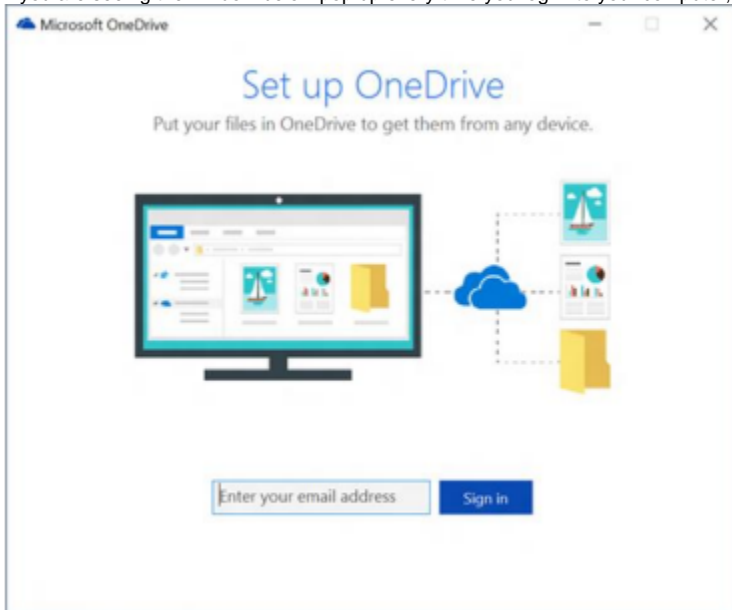 Microsoft OneDrive
Set up OneDrive
Put your files in OneDrive to get them from any device.
Enter your email address
Sign in